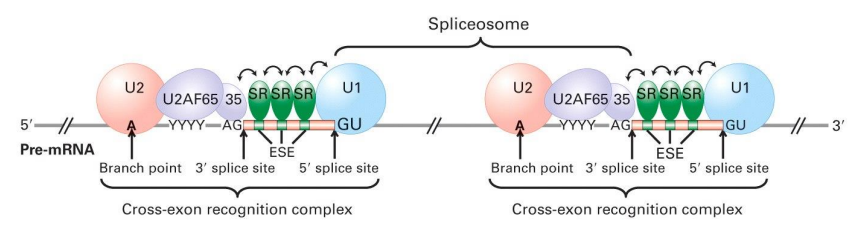 Spliceosome
U2 U2AF65 35 SR SR SR U1 U2 U2AF65 35 SR SR SR U1
5′ A YYYY AG GU A YYYY AG GU 3′
Pre-mRNA
ESE ESE
Branch point 3′ splice site 5′ splice site Branch point 3′ splice site 5′ splice site
Cross-exon recognition complex Cross-exon recognition complex